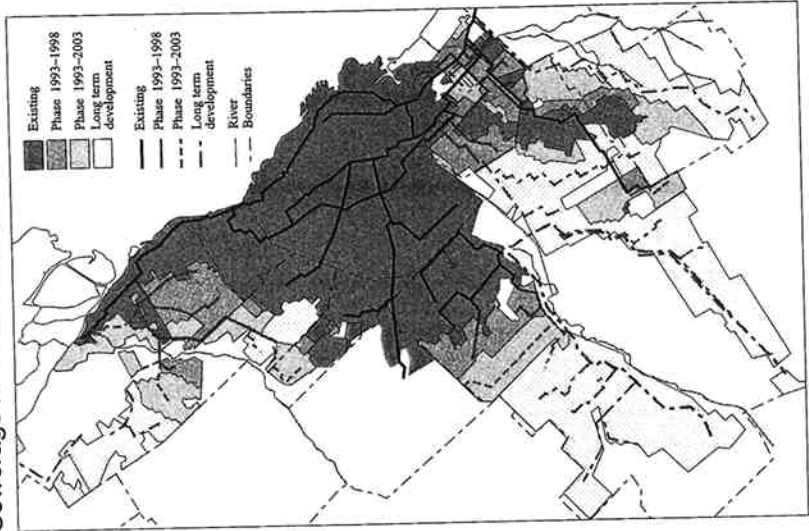 Existing
Phase 1993–1998
Phase 1993–2003
Long term
development
Existing
Phase 1993–1998
Phase 1993–2003
Long term
development
River
Boundaries